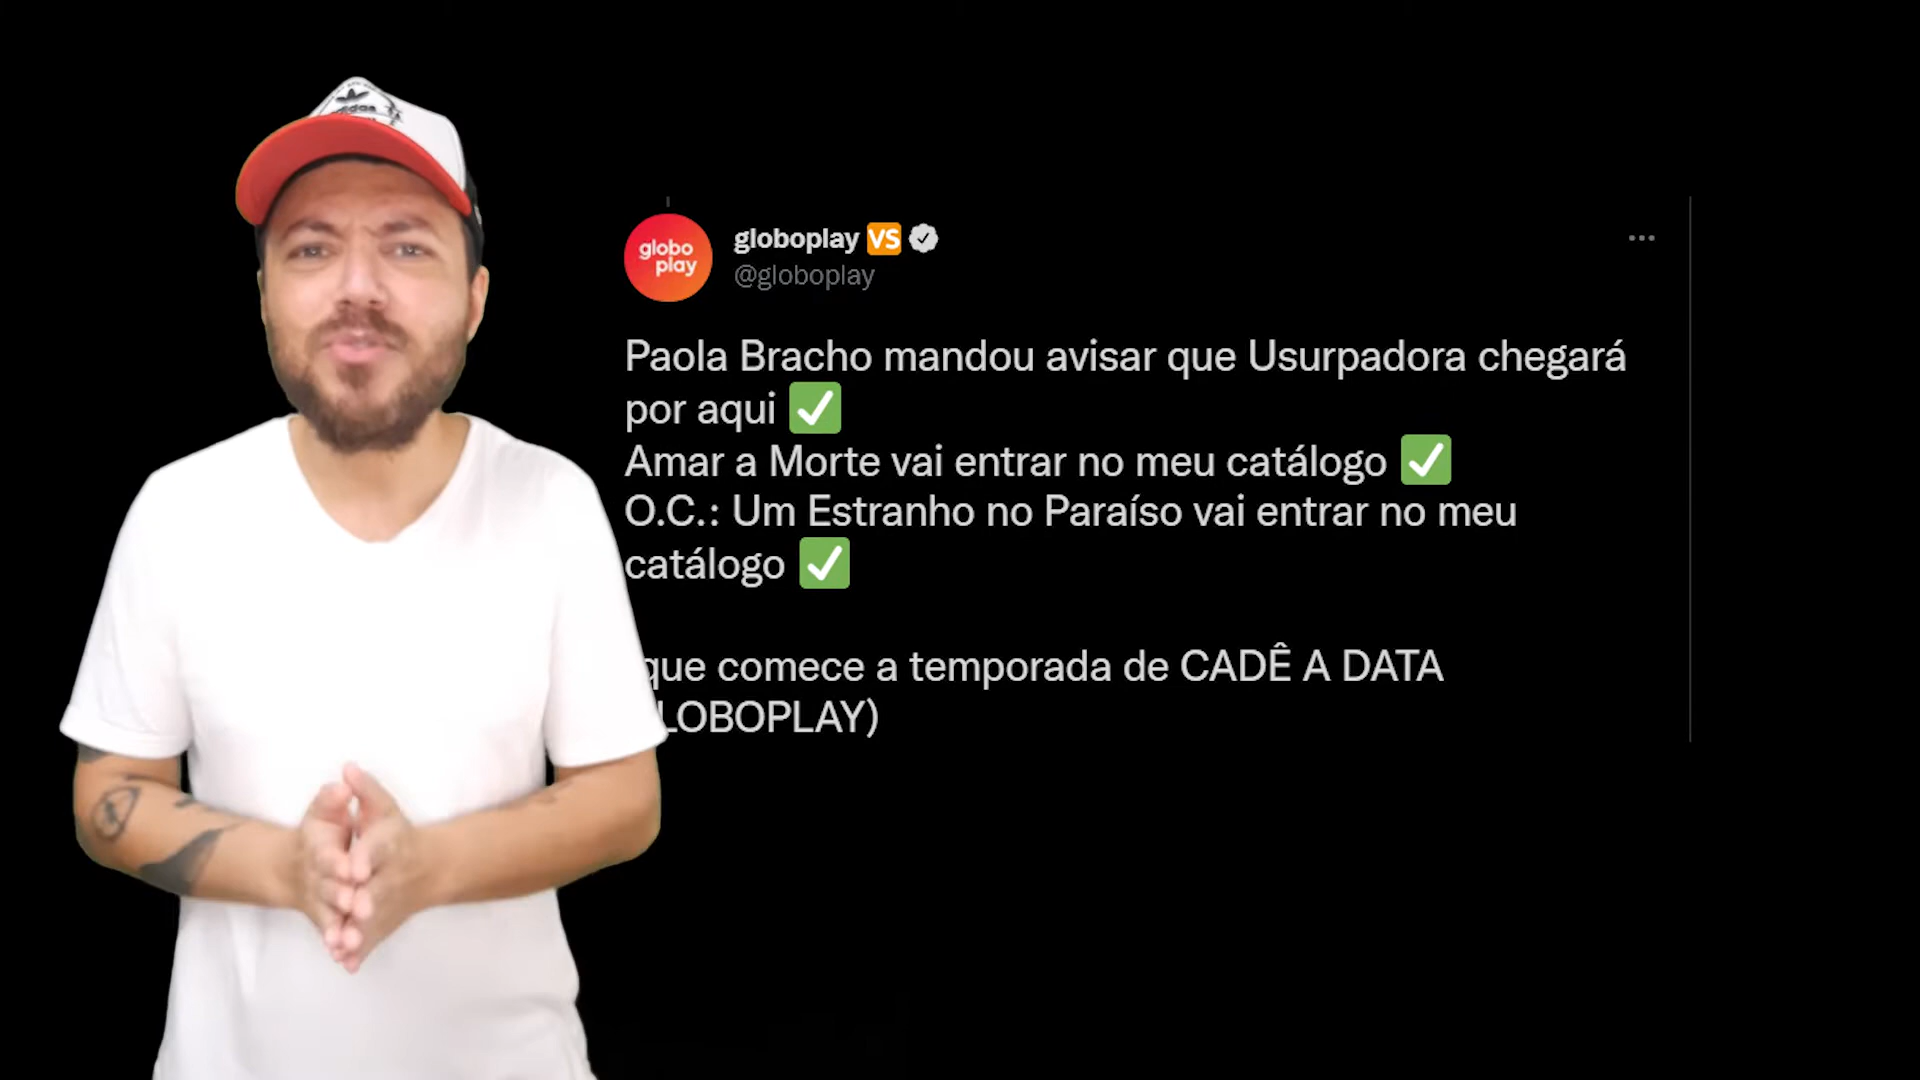 adidas
globo
play
globoplay VS
@globoplay
Paola Bracho mandou avisar que Usurpadora chegará
por aqui ✅
Amar a Morte vai entrar no meu catálogo ✅
O.C.: Um Estranho no Paraíso vai entrar no meu
catálogo ✅
que comece a temporada de CADÊ A DATA
LOBOPLAY)